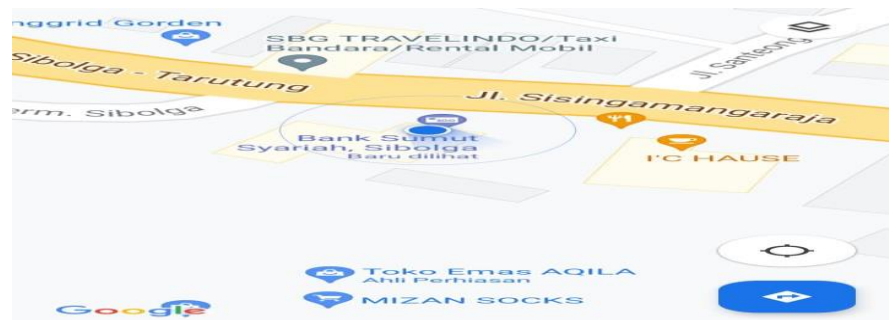 nggrid Gorden
SBG TRAVELINDO/Taxi
Bandara/Rental Mobil
Jl. Santeong
Sibolga - Tarutung
Jl. Sisingamangaraja
erm. Sibolga
Bank Sumut
Syariah, Sibolga
Baru dilihat
I'C HAUSE
Toko Emas AQILA
Ahli Perhiasan
MIZAN SOCKS
Google